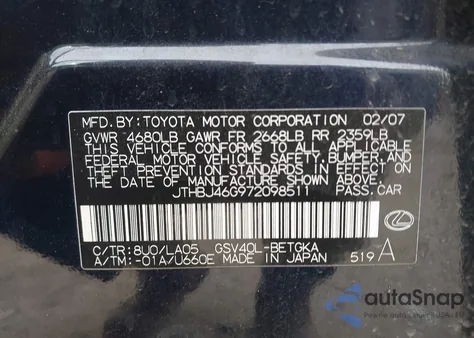 MFD.BY:TOYOTA MOTOR CORPORATION 02/07
GVWR 4680LB GAWR FR 2668LB RR 2359LB
THIS VEHICLE CONFORMS TO ALL APPLICABLE
FEDERAL MOTOR VEHICLE SAFETY,BUMPER,AND
THEFT PREVENTION STANDARDS IN EFFECT ON
THE DATE OF MANUFACTURE SHOWN ABOVE.
JTHBJ46G972098511 PASS.CAR
C/TR:8U0/LA05 GSV40L-BETGKA
A/TM:-01A/U660E MADE IN JAPAN 519 A
autoSnap